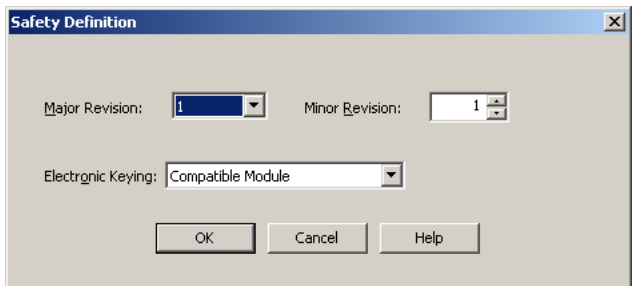 Safety Definition
Major Revision: 1 Minor Revision: 1
Electronic Keying: Compatible Module
OK Cancel Help